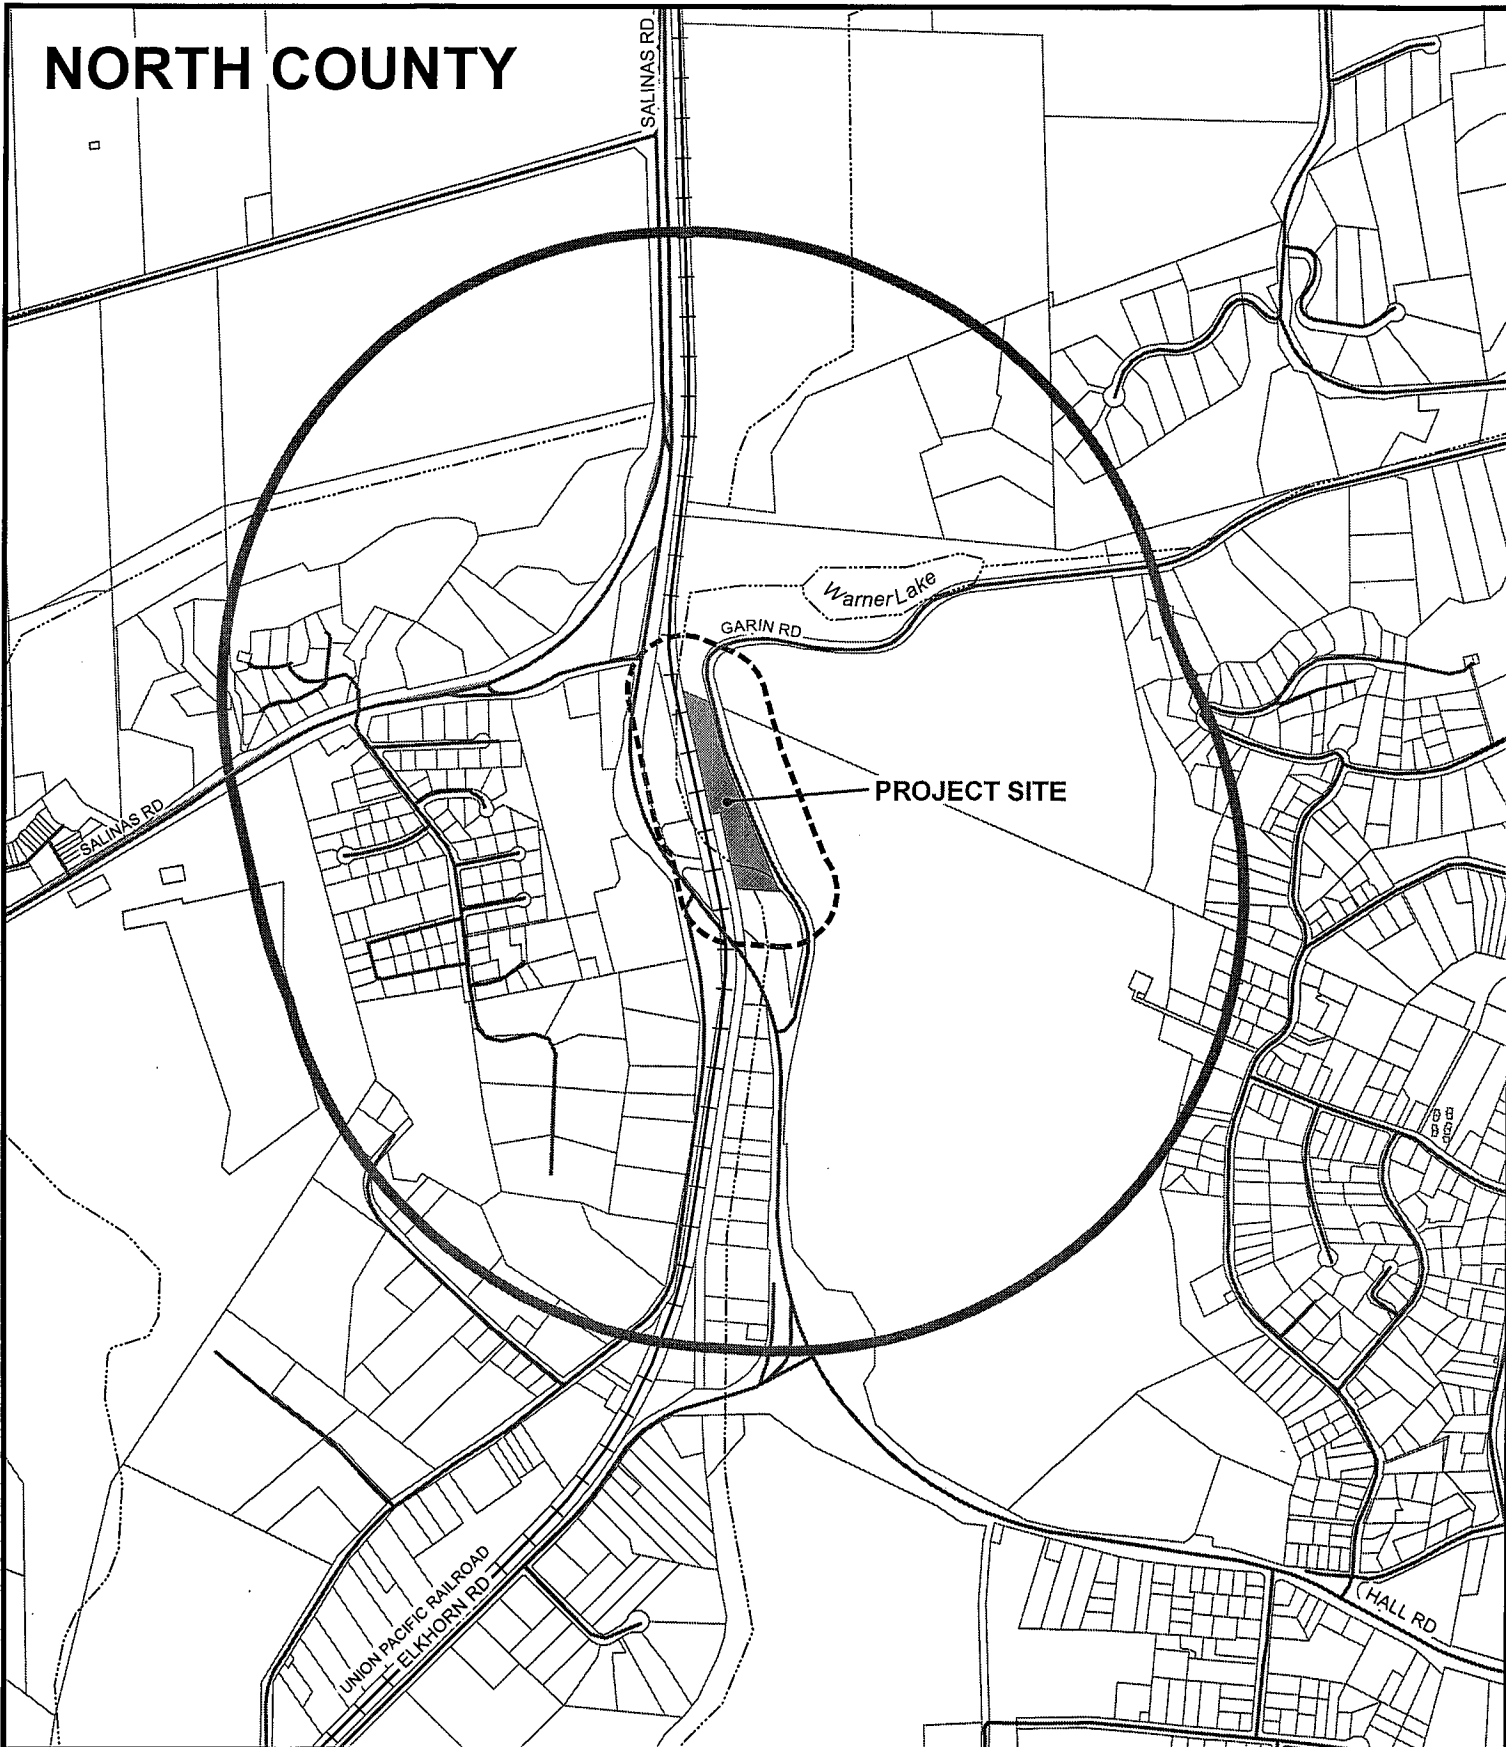 NORTH COUNTY
SALINAS RD
Warner Lake
GARIN RD
PROJECT SITE
SALINAS RD
UNION PACIFIC RAILROAD
ELKHORN RD
HALL RD